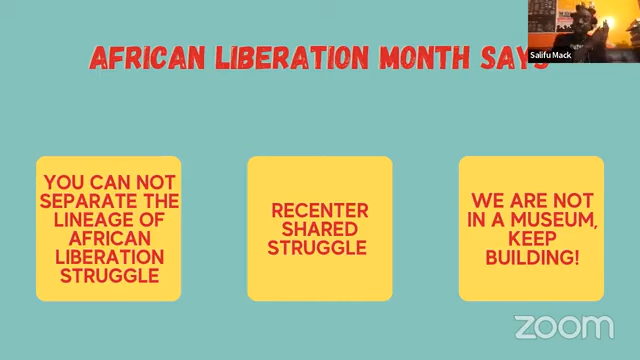 AFRICAN LIBERATION MONTH SAYS
Salifu Mack
YOU CAN NOT
SEPARATE THE
LINEAGE OF
AFRICAN
LIBERATION
STRUGGLE
RECENTER
SHARED
STRUGGLE
WE ARE NOT
IN A MUSEUM,
KEEP
BUILDING!
zoom